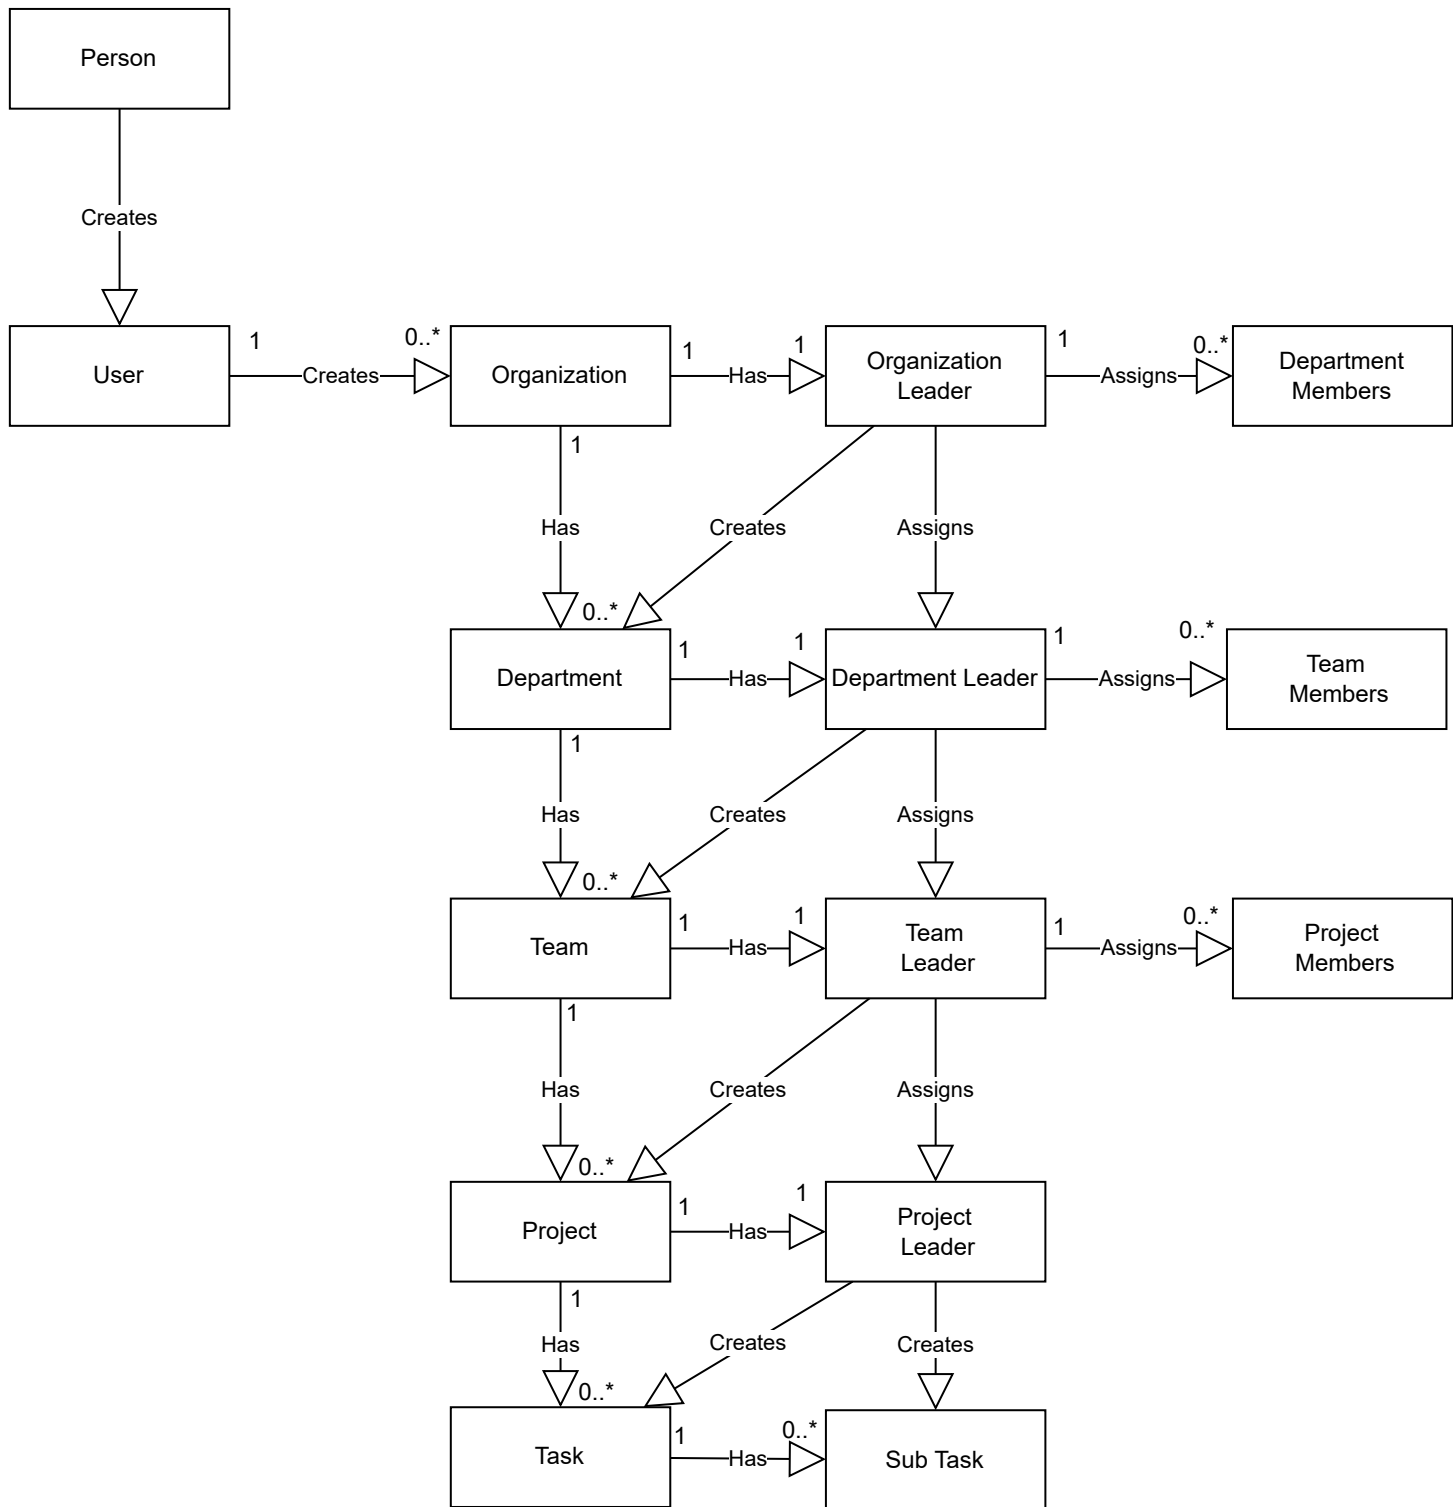 Person
Creates
User
1
Creates
0..*
Organization
1
Has
1
Organization
Leader
1
Assigns
0..*
Department
Members
1
Has
0..*
Creates
Assigns
Department
1
Has
1
Department Leader
1
Assigns
0..*
Team
Members
1
Has
0..*
Creates
Assigns
Team
1
Has
1
Team
Leader
1
Assigns
0..*
Project
Members
1
Has
0..*
Creates
Assigns
Project
1
Has
1
Project
Leader
1
Has
0..*
Creates
Creates
Task
1
Has
0..*
Sub Task